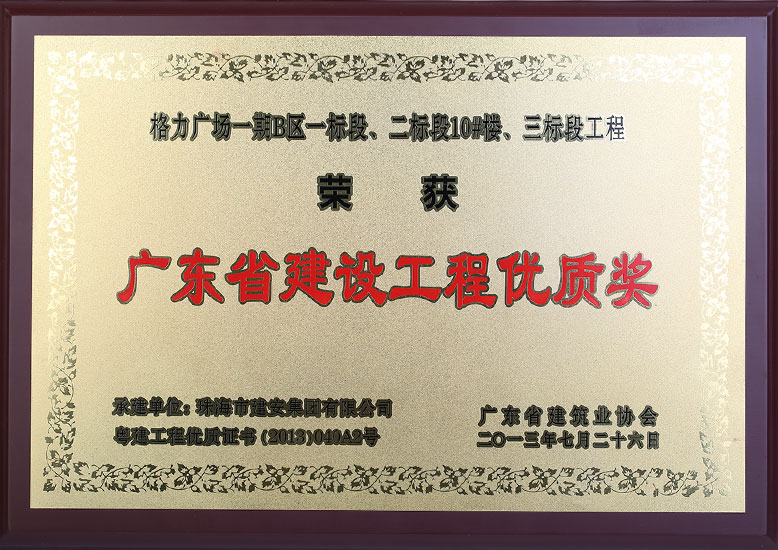 格力广场一期B区一标段、二标段10#楼、三标段工程
荣 获
广东省建设工程优质奖
承建单位：珠海市建安集团有限公司
粤建工程优质证书 (2013)040A2号
广东省建筑业协会
二〇一三年七月二十六日